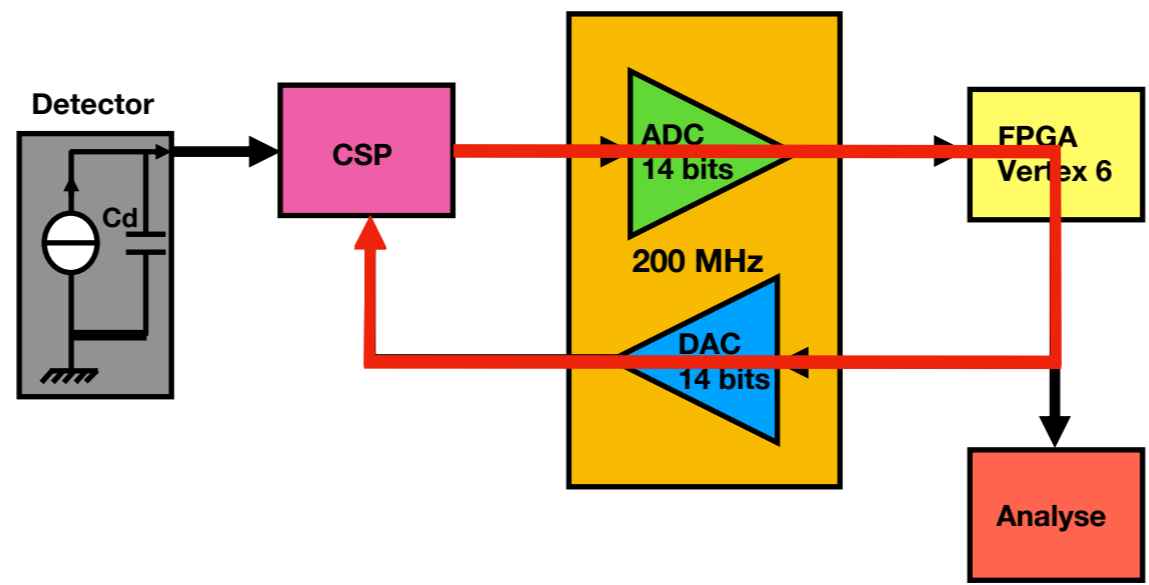 Detector
Cd
CSP
ADC
14 bits
200 MHz
DAC
14 bits
FPGA
Vertex 6
Analyse